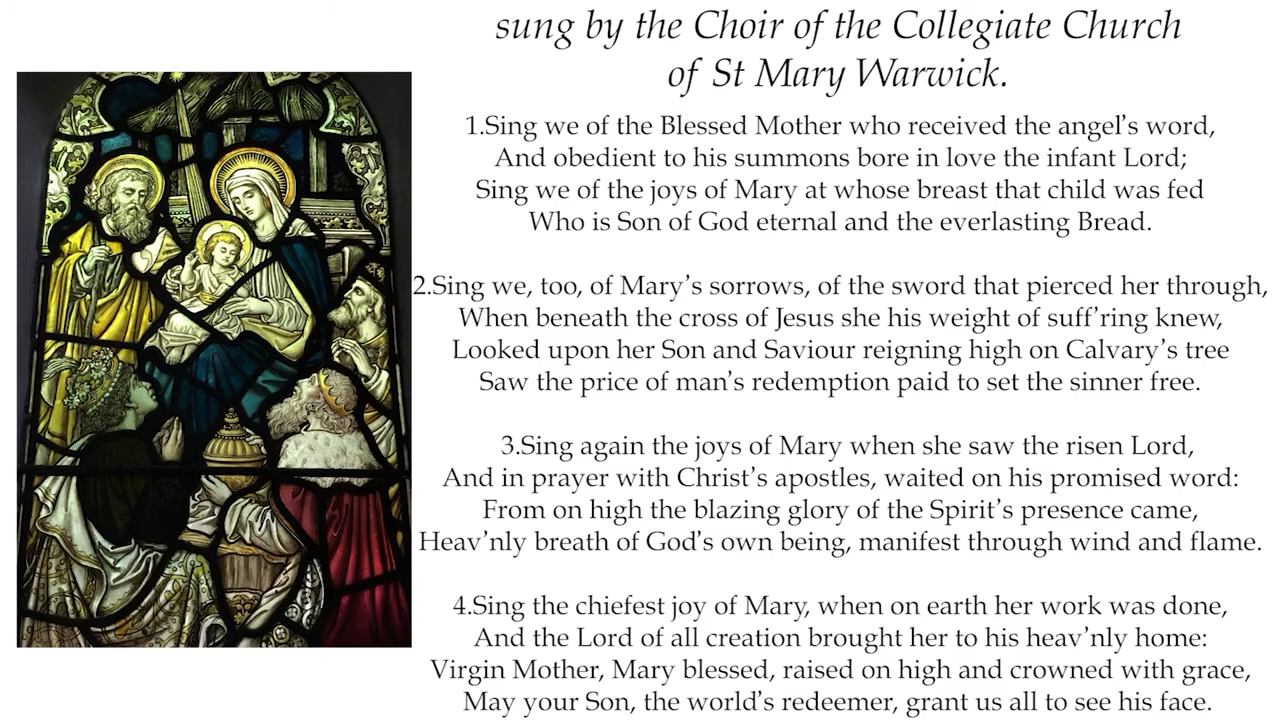 sung by the Choir of the Collegiate Church
of St Mary Warwick.
1.Sing we of the Blessed Mother who received the angel's word,
And obedient to his summons bore in love the infant Lord;
Sing we of the joys of Mary at whose breast that child was fed
Who is Son of God eternal and the everlasting Bread.
2.Sing we, too, of Mary’s sorrows, of the sword that pierced her through,
When beneath the cross of Jesus she his weight of suff’ring knew,
Looked upon her Son and Saviour reigning high on Calvary’s tree
Saw the price of man’s redemption paid to set the sinner free.
3.Sing again the joys of Mary when she saw the risen Lord,
And in prayer with Christ’s apostles, waited on his promised word:
From on high the blazing glory of the Spirit’s presence came,
Heav’nly breath of God’s own being, manifest through wind and flame.
4.Sing the chiefest joy of Mary, when on earth her work was done,
And the Lord of all creation brought her to his heav’nly home:
Virgin Mother, Mary blessed, raised on high and crowned with grace,
May your Son, the world’s redeemer, grant us all to see his face.